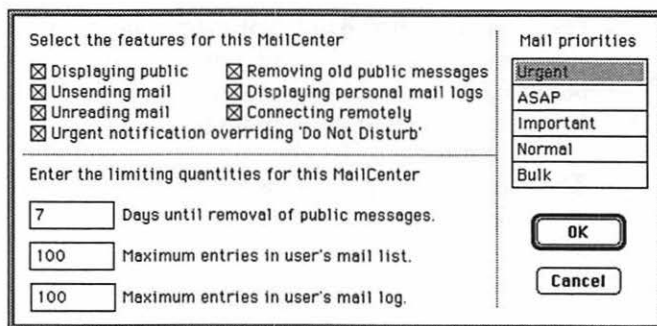 Select the features for this MailCenter
Displaying public
Removing old public messages
Unsending mail
Displaying personal mail logs
Unreading mail
Connecting remotely
Urgent notification overriding 'Do Not Disturb'
Enter the limiting quantities for this MailCenter
7 Days until removal of public messages.
100 Maximum entries in user's mail list.
100 Maximum entries in user's mail log.
Mail priorities
Urgent
ASAP
Important
Normal
Bulk
OK
Cancel